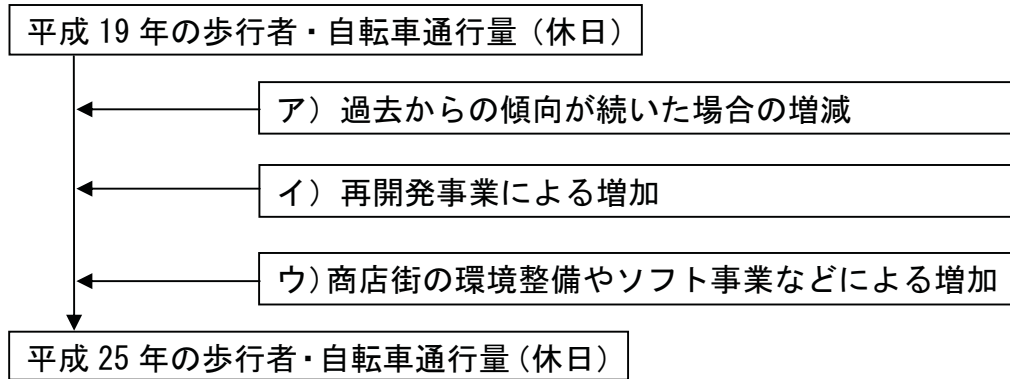 平成 19 年の歩行者・自転車通行量（休日）
ア）過去からの傾向が続いた場合の増減
イ）再開発事業による増加
ウ）商店街の環境整備やソフト事業などによる増加
平成 25 年の歩行者・自転車通行量（休日）